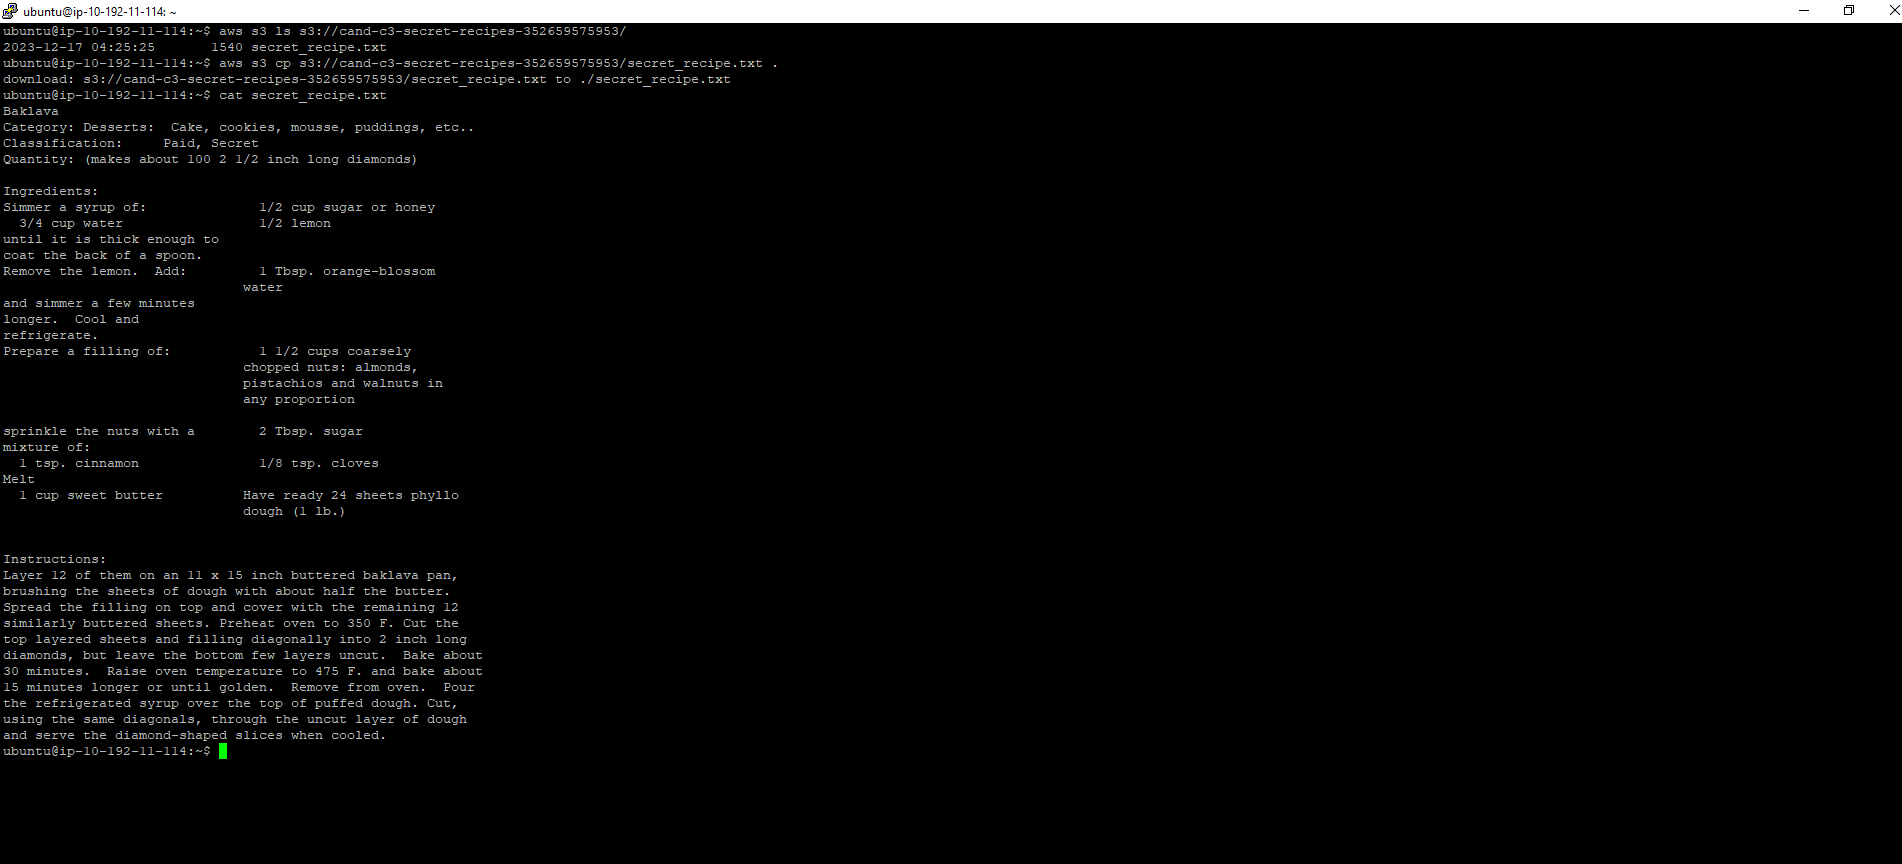 ubuntu@ip-10-192-11-114: ~
ubuntu@ip-10-192-11-114:~$ aws s3 ls s3://cand-c3-secret-recipes-352659575953/
2023-12-17 04:25:25       1540 secret_recipe.txt
ubuntu@ip-10-192-11-114:~$ aws s3 cp s3://cand-c3-secret-recipes-352659575953/secret_recipe.txt .
download: s3://cand-c3-secret-recipes-352659575953/secret_recipe.txt to ./secret_recipe.txt
ubuntu@ip-10-192-11-114:~$ cat secret_recipe.txt
Baklava
Category: Desserts:  Cake, cookies, mousse, puddings, etc..
Classification:     Paid, Secret
Quantity: (makes about 100 2 1/2 inch long diamonds)
Ingredients:
Simmer a syrup of:              1/2 cup sugar or honey
  3/4 cup water                 1/2 lemon
until it is thick enough to
coat the back of a spoon.
Remove the lemon.  Add:         1 Tbsp. orange-blossom
                              water
and simmer a few minutes
longer.  Cool and
refrigerate.
Prepare a filling of:           1 1/2 cups coarsely
                              chopped nuts: almonds,
                              pistachios and walnuts in
                              any proportion
sprinkle the nuts with a        2 Tbsp. sugar
mixture of:
  1 tsp. cinnamon               1/8 tsp. cloves
Melt
  1 cup sweet butter          Have ready 24 sheets phyllo
                              dough (1 lb.)
Instructions:
Layer 12 of them on an 11 x 15 inch buttered baklava pan,
brushing the sheets of dough with about half the butter.
Spread the filling on top and cover with the remaining 12
similarly buttered sheets. Preheat oven to 350 F. Cut the
top layered sheets and filling diagonally into 2 inch long
diamonds, but leave the bottom few layers uncut.  Bake about
30 minutes.  Raise oven temperature to 475 F. and bake about
15 minutes longer or until golden.  Remove from oven.  Pour
the refrigerated syrup over the top of puffed dough. Cut,
using the same diagonals, through the uncut layer of dough
and serve the diamond-shaped slices when cooled.
ubuntu@ip-10-192-11-114:~$